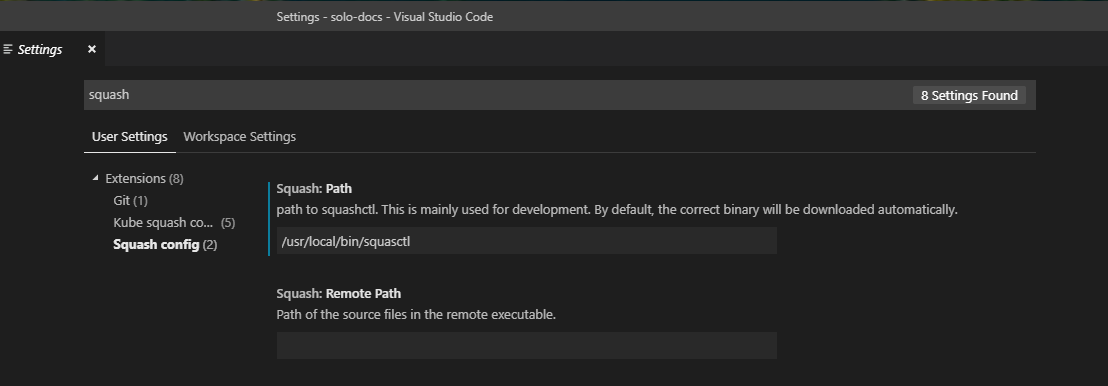 Settings - solo-docs - Visual Studio Code
Settings
squash
8 Settings Found
User Settings Workspace Settings
Extensions (8)
Git (1)
Kube squash co... (5)
Squash config (2)
Squash: Path
path to squashctl. This is mainly used for development. By default, the correct binary will be downloaded automatically.
/usr/local/bin/squasctl
Squash: Remote Path
Path of the source files in the remote executable.